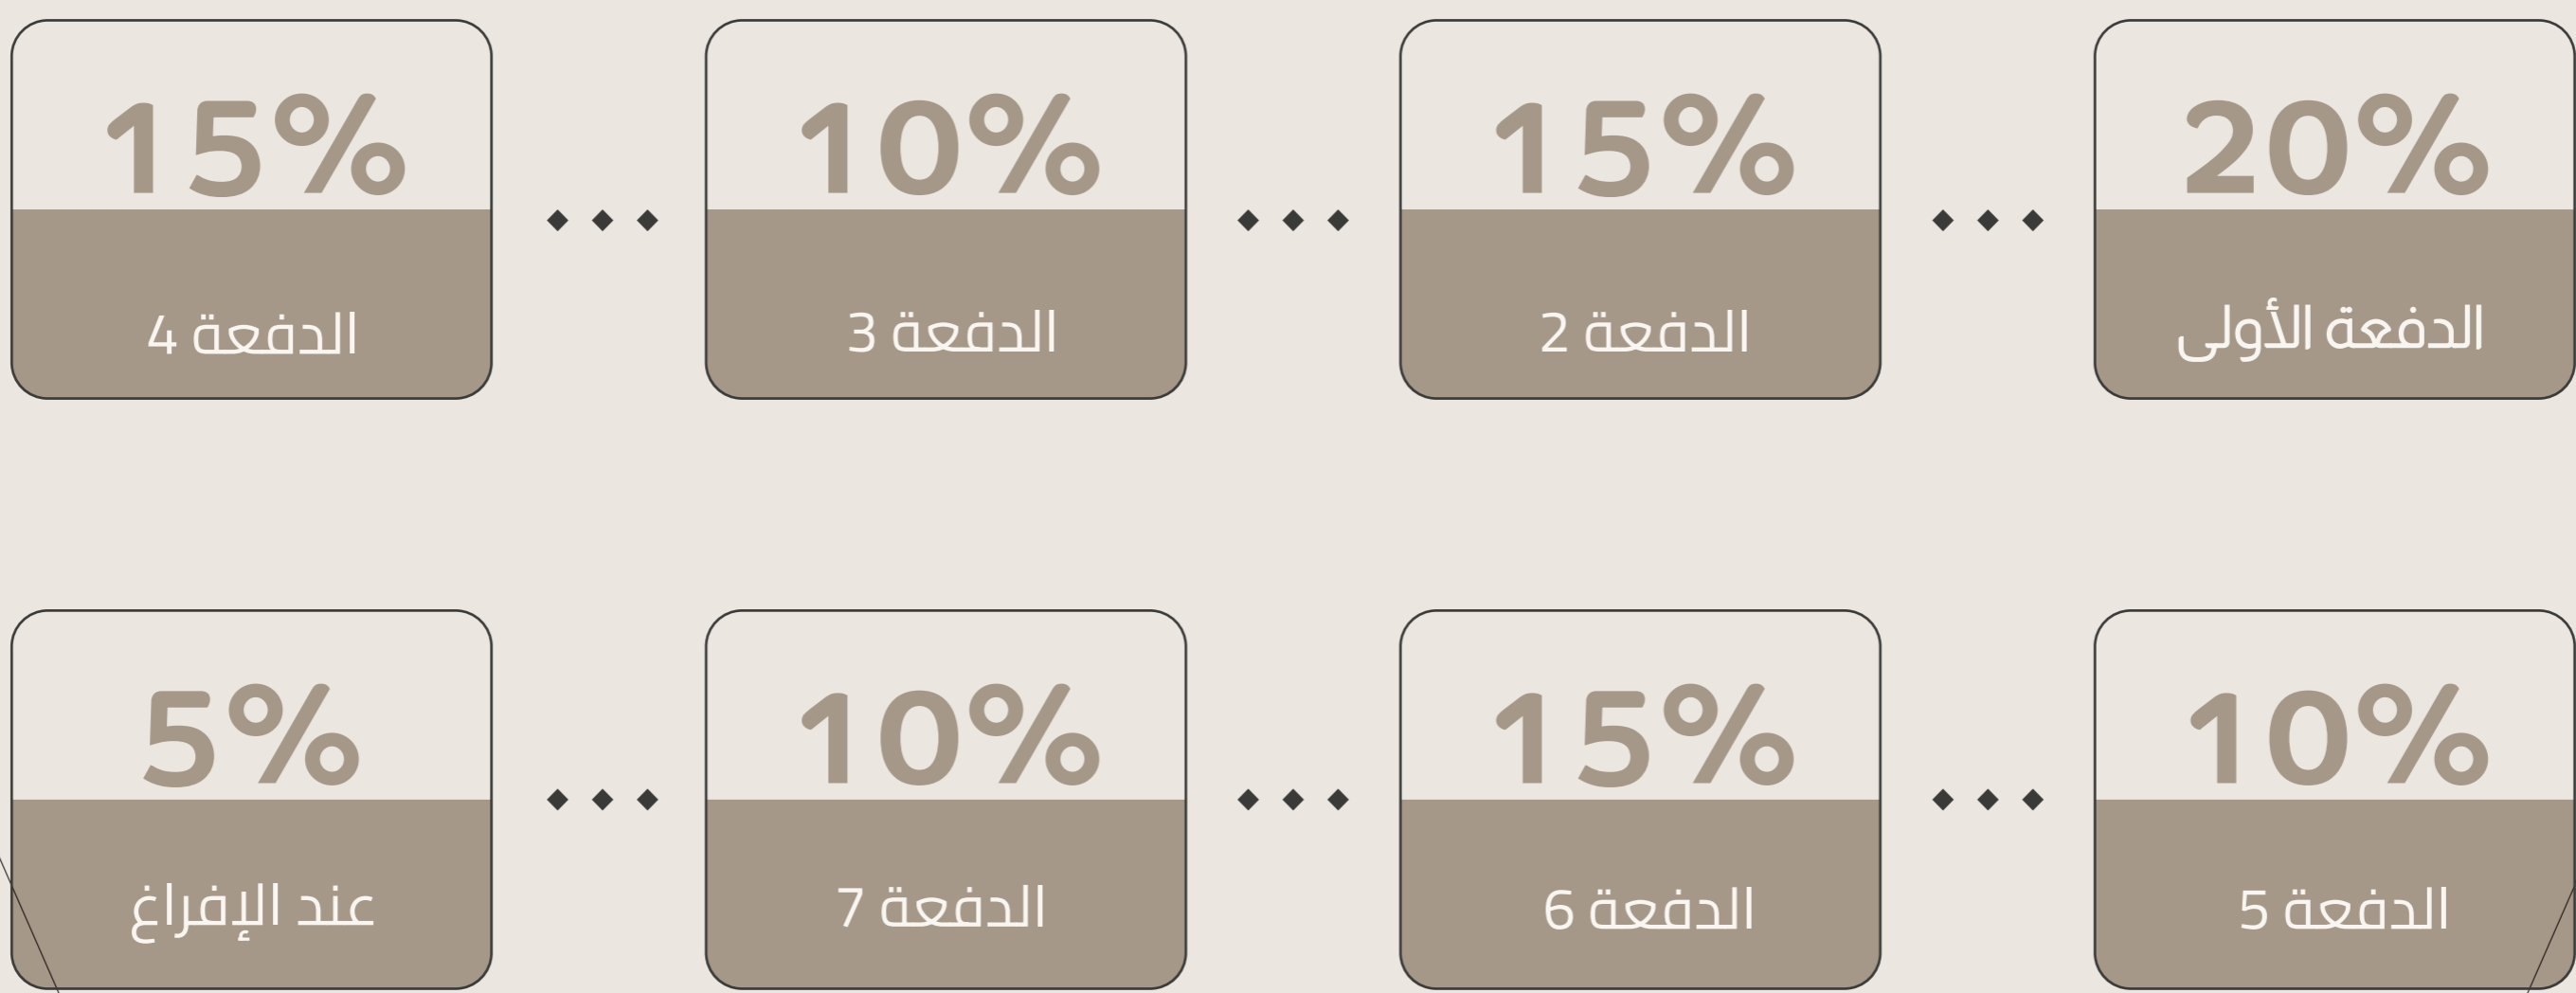 20%
الدفعة الأولى
15%
الدفعة 2
10%
الدفعة 3
15%
الدفعة 4
10%
الدفعة 5
15%
الدفعة 6
10%
الدفعة 7
5%
عند الإفراغ